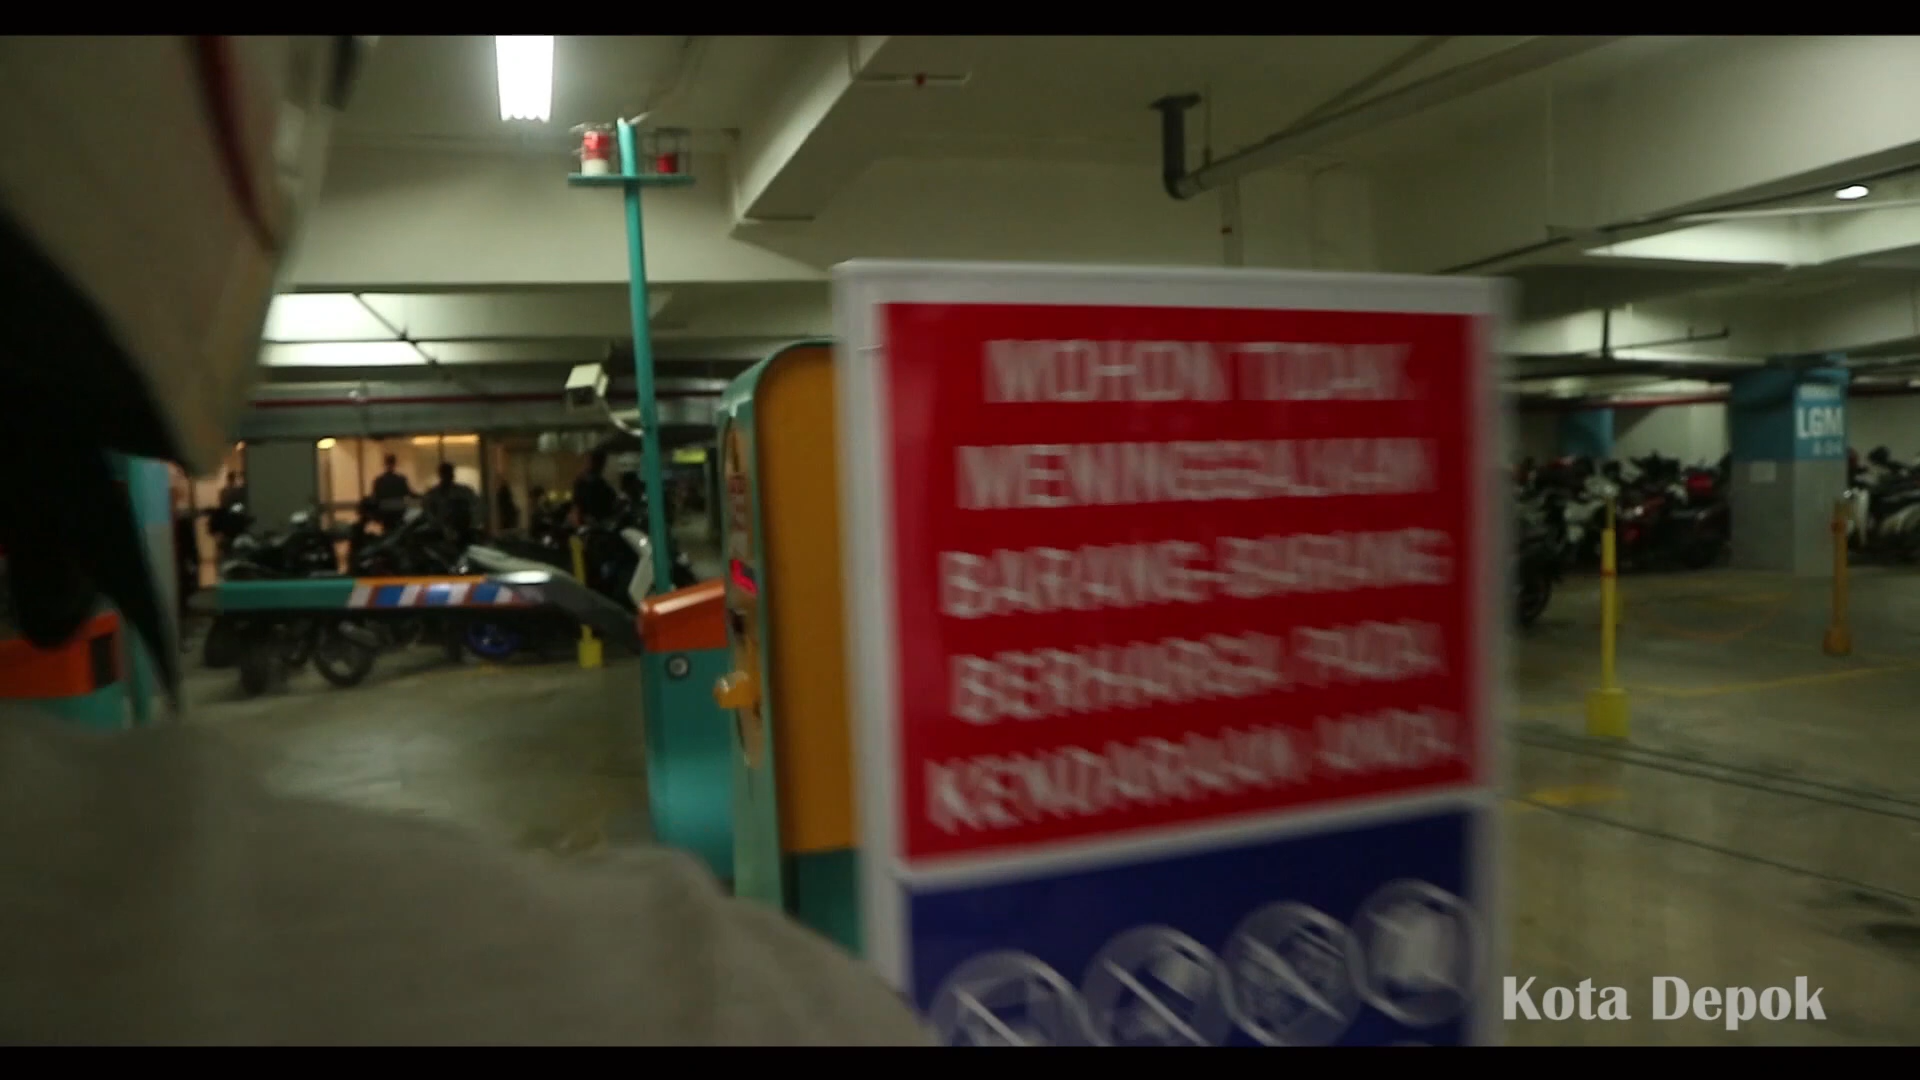 MOHON TIDAK
MENINGGALKAN
BARANG-BARANG
BERHARGA PADA
KENDARAAN ANDA
LGM
Kota Depok